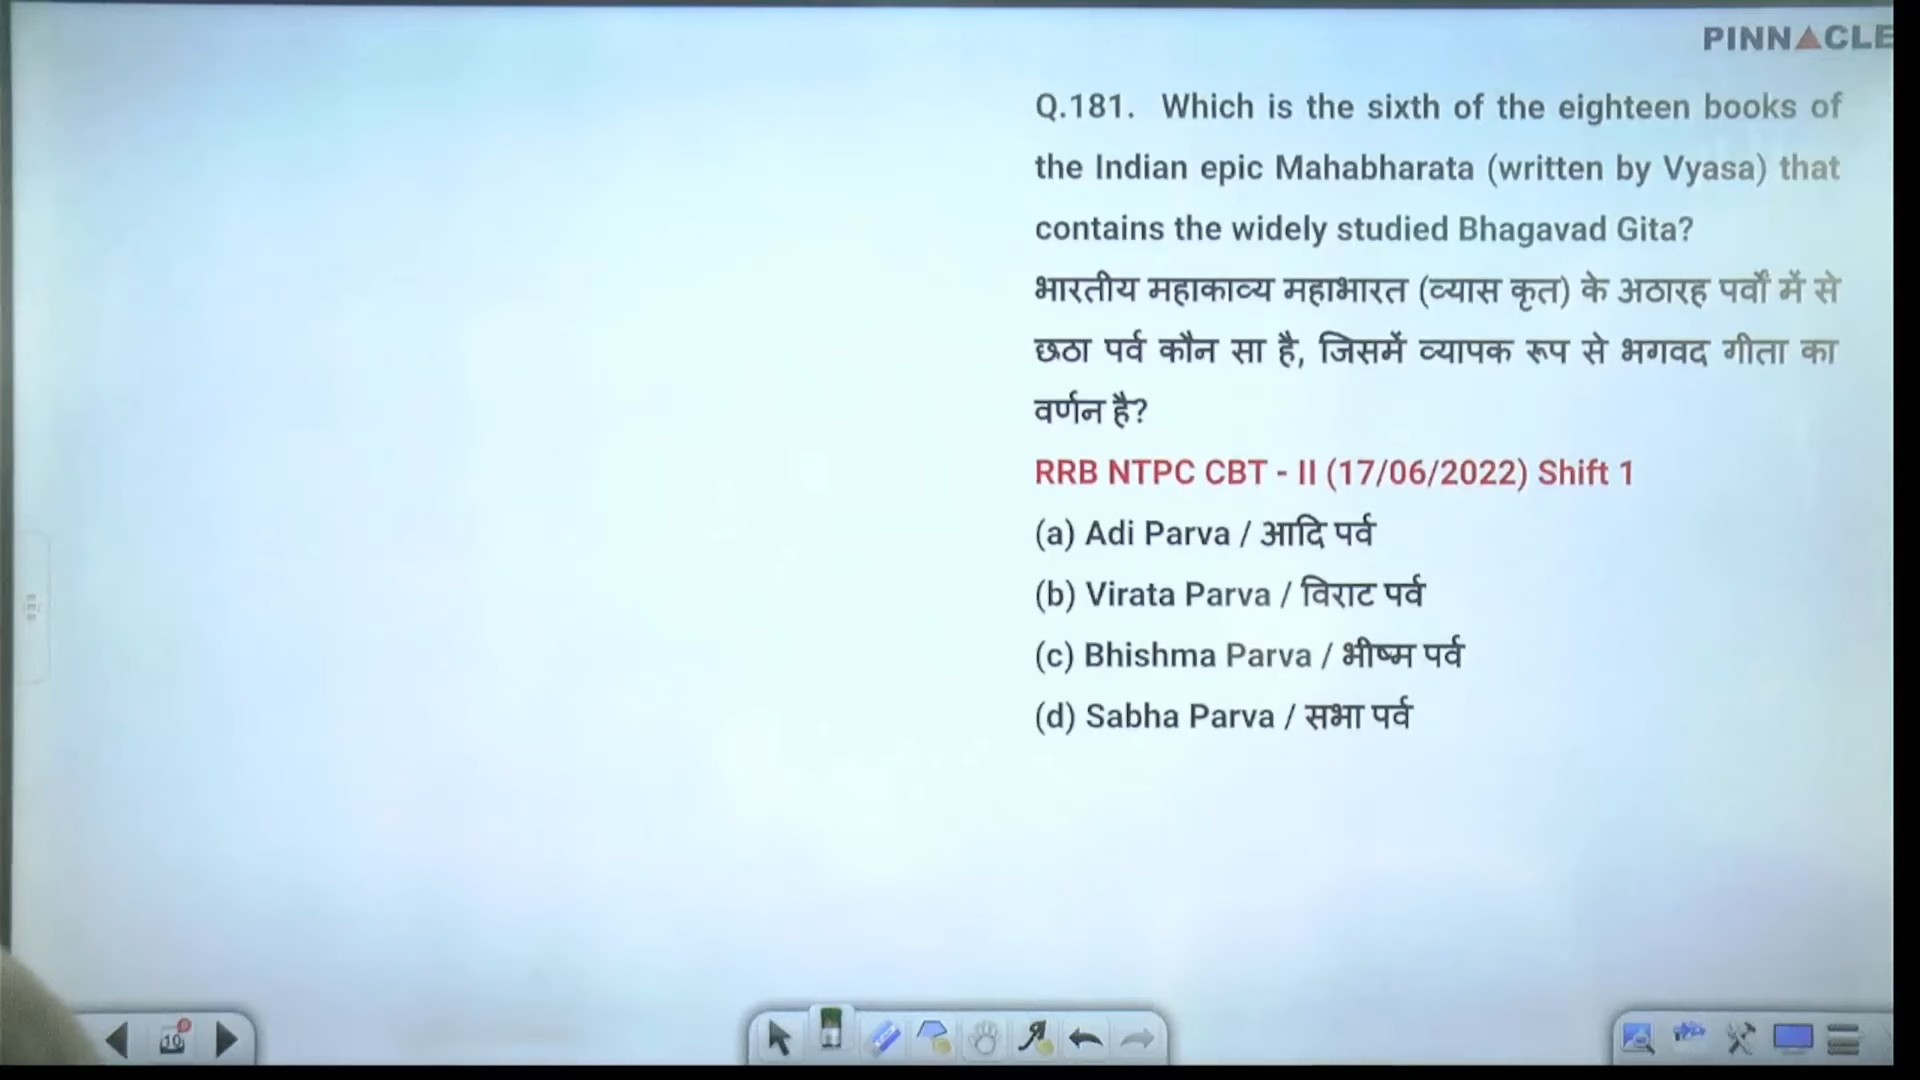 PINNACLE
Q.181. Which is the sixth of the eighteen books of
the Indian epic Mahabharata (written by Vyasa) that
contains the widely studied Bhagavad Gita?
भारतीय महाकाव्य महाभारत (व्यास कृत) के अठारह पर्वों में से
छठा पर्व कौन सा है, जिसमें व्यापक रूप से भगवद गीता का
वर्णन है?
RRB NTPC CBT - II (17/06/2022) Shift 1
(a) Adi Parva / आदि पर्व
(b) Virata Parva / विराट पर्व
(c) Bhishma Parva / भीष्म पर्व
(d) Sabha Parva / सभा पर्व
10